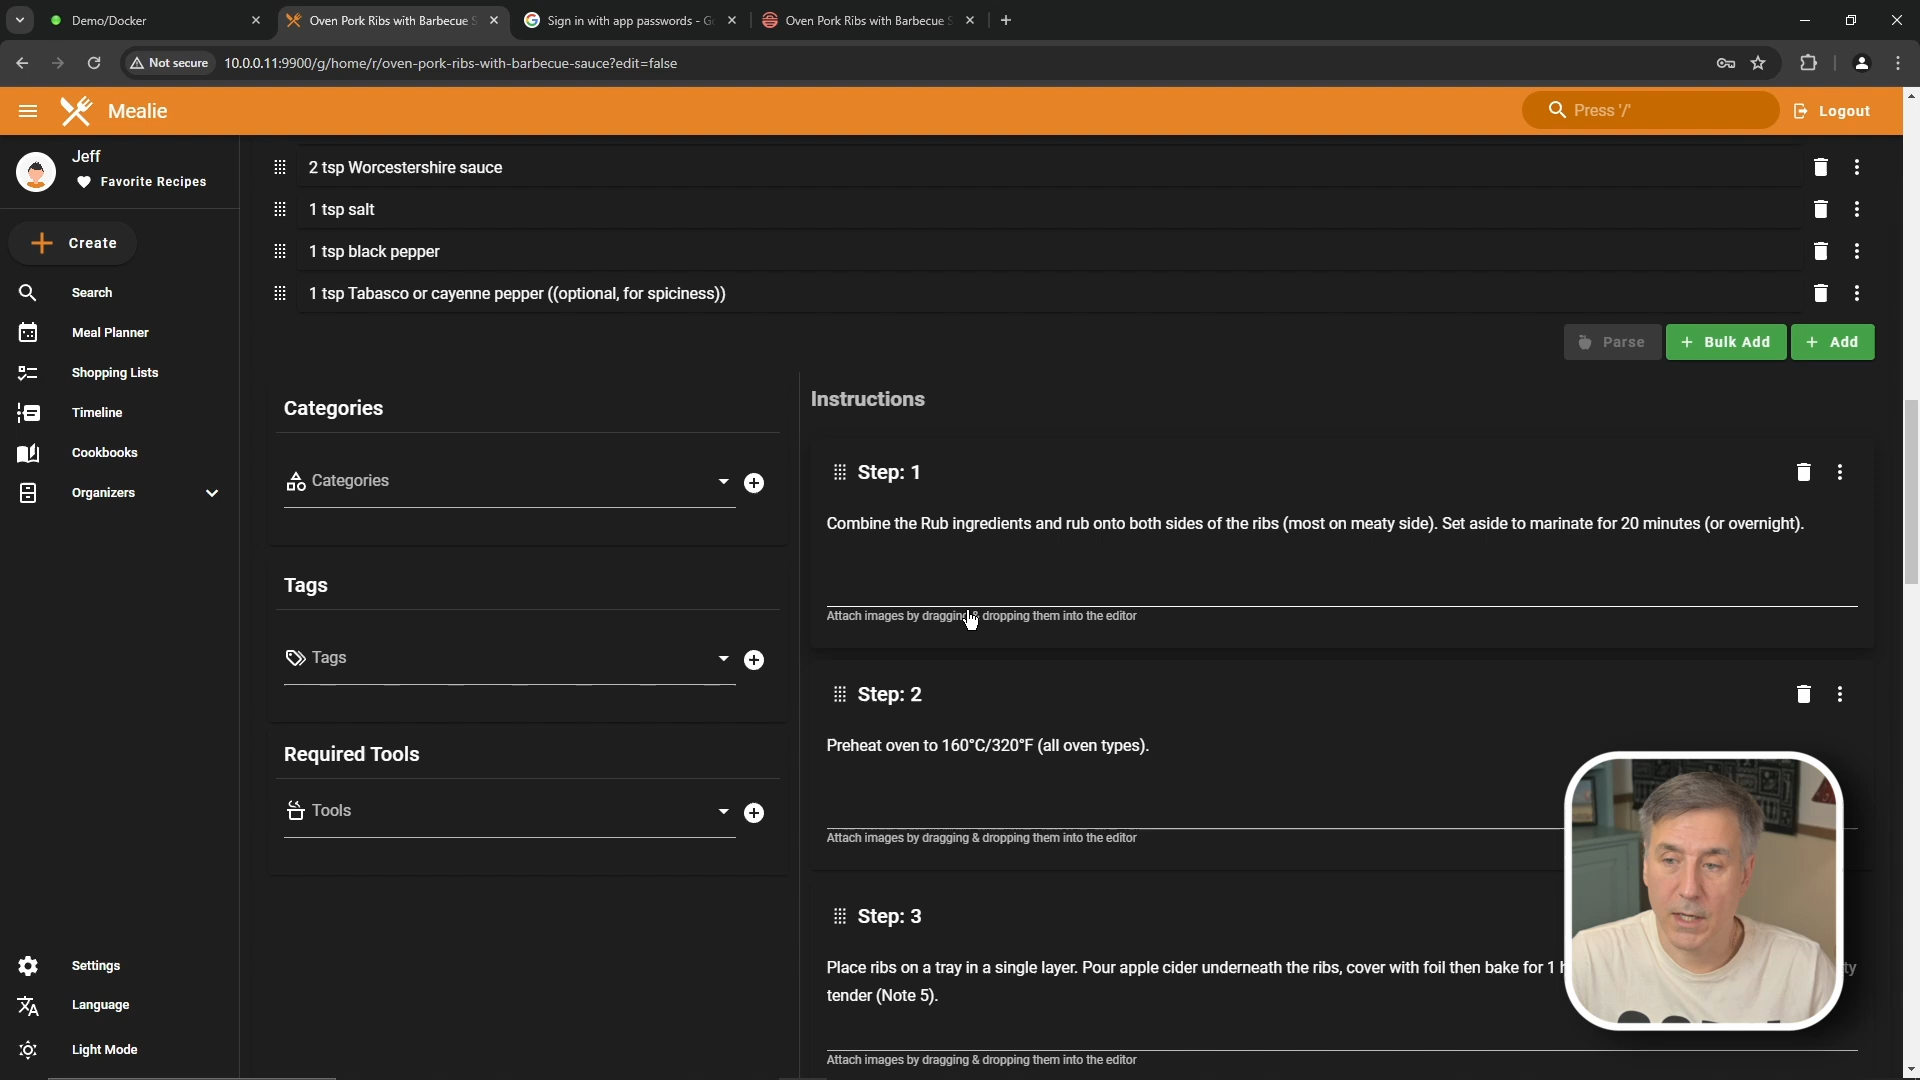 Demo/Docker
Oven Pork Ribs with Barbecue S
Sign in with app passwords - G
Oven Pork Ribs with Barbecue S
Not secure
10.0.0.11:9900/g/home/r/oven-pork-ribs-with-barbecue-sauce?edit=false
Mealie
Press '/'
Logout
Jeff
Favorite Recipes
Create
Search
Meal Planner
Shopping Lists
Timeline
Cookbooks
Organizers
Settings
Language
Light Mode
2 tsp Worcestershire sauce
1 tsp salt
1 tsp black pepper
1 tsp Tabasco or cayenne pepper ((optional, for spiciness))
Parse
+ Bulk Add
+ Add
Categories
Categories
Tags
Tags
Required Tools
Tools
Instructions
Step: 1
Combine the Rub ingredients and rub onto both sides of the ribs (most on meaty side). Set aside to marinate for 20 minutes (or overnight).
Attach images by dragging & dropping them into the editor
Step: 2
Preheat oven to 160°C/320°F (all oven types).
Attach images by dragging & dropping them into the editor
Step: 3
Place ribs on a tray in a single layer. Pour apple cider underneath the ribs, cover with foil then bake for 1 h
tender (Note 5).
Attach images by dragging & dropping them into the editor